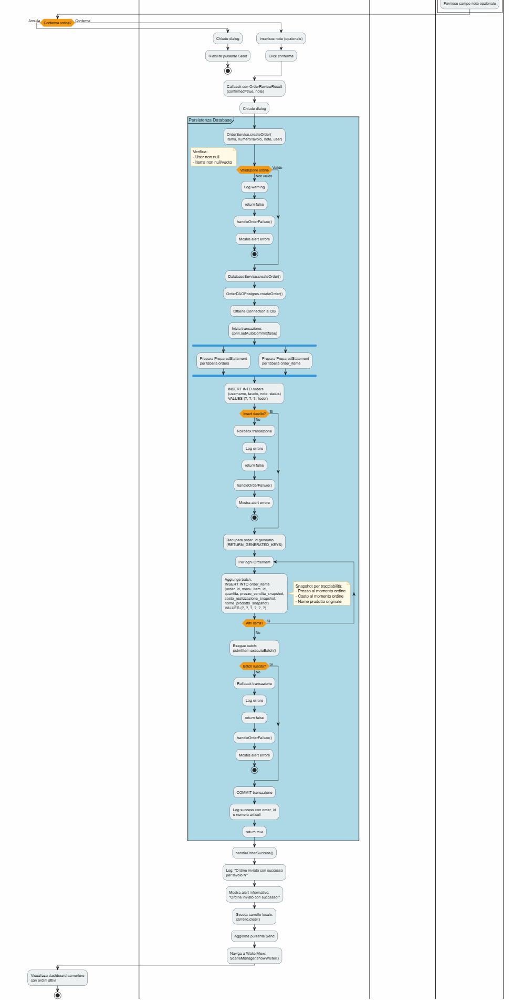 Fornisce campo note opzionale
Annulla
Conferma ordine?
Conferma
Chiude dialog
Inserisce note (opzionale)
Riabilita pulsante Send
Click conferma
Callback con OrderReviewResult
(confirmed=true, note)
Chiude dialog
Persistenza Database
OrderService.createOrder(
items, numeroTavolo, note, user)
Verifica:
- User non null
- Items non null/vuoto
Validazione ordine
Valido
Non valido
Log warning
return false
handleOrderFailure()
Mostra alert errore
DatabaseService.createOrder()
OrderDAOPostgres.createOrder()
Ottiene Connection al DB
Inizia transazione:
conn.setAutoCommit(false)
Prepara PreparedStatement
per tabella orders
Prepara PreparedStatement
per tabella order_items
INSERT INTO orders
(username, tavolo, note, status)
VALUES (?, ?, ?, 'todo')
Insert riuscito?
Sì
No
Rollback transazione
Log errore
return false
handleOrderFailure()
Mostra alert errore
Recupera order_id generato
(RETURN_GENERATED_KEYS)
Per ogni OrderItem
Aggiunge batch:
INSERT INTO order_items
(order_id, menu_item_id,
quantita, prezzo_vendita_snapshot,
costo_realizzazione_snapshot,
nome_prodotto_snapshot)
VALUES (?, ?, ?, ?, ?, ?)
Snapshot per tracciabilità:
- Prezzo al momento ordine
- Costo al momento ordine
- Nome prodotto originale
Altri items?
Sì
No
Esegue batch:
pstmtItem.executeBatch()
Batch riuscito?
Sì
No
Rollback transazione
Log errore
return false
handleOrderFailure()
Mostra alert errore
COMMIT transazione
Log success con order_id
e numero articoli
return true
handleOrderSuccess()
Log: "Ordine inviato con successo
per tavolo N"
Mostra alert informativo:
"Ordine inviato con successo!"
Svuota carrello locale:
carrello.clear()
Aggiorna pulsante Send
Naviga a WaiterView:
SceneManager.showWaiter()
Visualizza dashboard cameriere
con ordini attivi